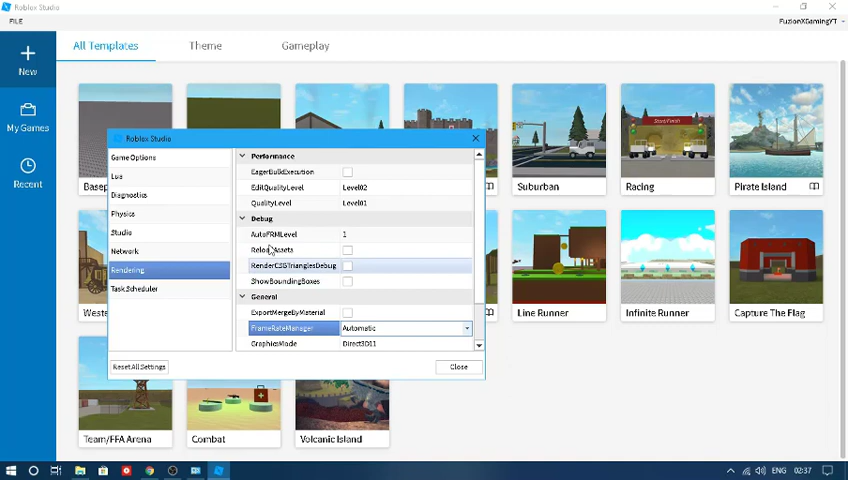 Roblox Studio
FILE
FuzionXGamingYT
New
My Games
Recent
All Templates
Theme
Gameplay
Suburban
Racing
Pirate Island
Line Runner
Infinite Runner
Capture The Flag
Team/FFA Arena
Combat
Volcanic Island
Roblox Studio
Game Options
Lua
Diagnostics
Physics
Studio
Network
Rendering
Task Scheduler
Performance
EagerBulkExecution
EditQualityLevel Level02
QualityLevel Level01
Debug
AutoFRMLevel 1
RenderCSGTrianglesDebug
ShowBoundingBoxes
General
ExportMergeByMaterial
FrameRateManager Automatic
GraphicsMode Direct3D11
Reset All Settings
Close
ENG
02:37